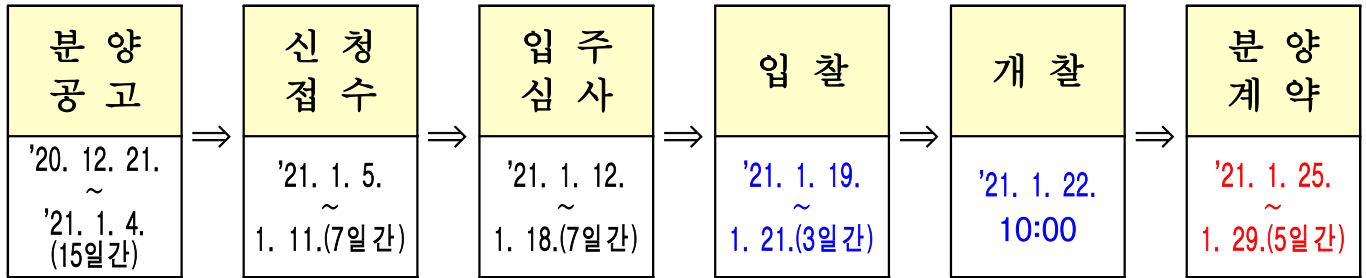 분 양
공 고
'20. 12. 21.
~
'21. 1. 4.
(15일간)
⇒
신 청
접 수
'21. 1. 5.
~
1. 11.(7일간)
⇒
입 주
심 사
'21. 1. 12.
~
1. 18.(7일간)
⇒
입 찰
'21. 1. 19.
~
1. 21.(3일간)
⇒
개 찰
'21. 1. 22.
10:00
⇒
분 양
계 약
'21. 1. 25.
~
1. 29.(5일간)